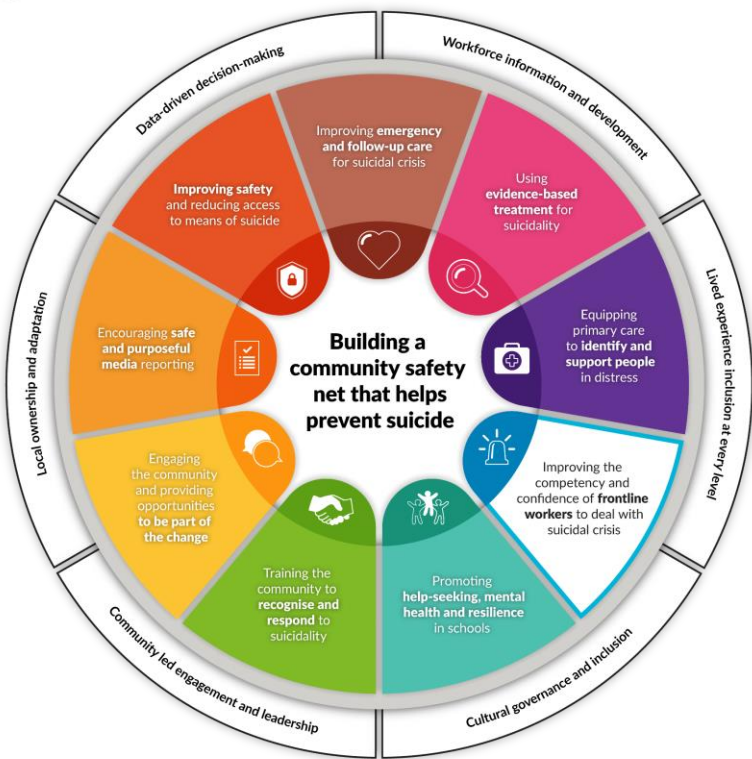 Building a
community safety
net that helps
prevent suicide
Improving emergency
and follow-up care
for suicidal crisis
Using
evidence-based
treatment for
suicidality
Equipping
primary care
to identify and
support people
in distress
Improving the
competency and
confidence of frontline
workers to deal with
suicidal crisis
Promoting
help-seeking, mental
health and resilience
in schools
Training the
community to
recognise and
respond to
suicidality
Engaging
the community
and providing
opportunities
to be part of
the change
Encouraging safe
and purposeful
media reporting
Improving safety
and reducing access
to means of suicide
Data-driven decision-making
Workforce information and development
Lived experience inclusion at every level
Cultural governance and inclusion
Community led engagement and leadership
Local ownership and adaptation